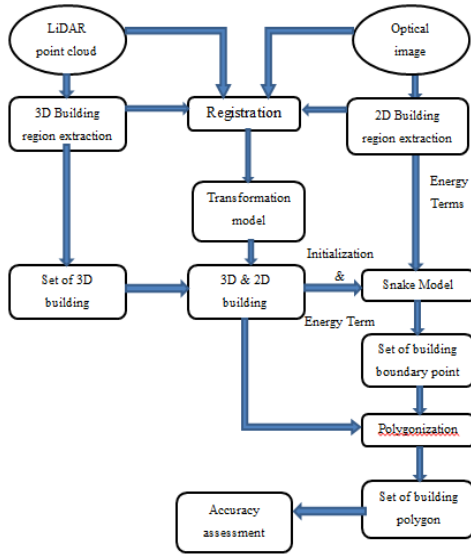 LiDAR
point cloud
Optical
image
3D Building
region extraction
Registration
2D Building
region extraction
Energy
Terms
Transformation
model
Initialization
&
Energy Term
Set of 3D
building
3D & 2D
building
Snake Model
Set of building
boundary point
Polygonization
Set of building
polygon
Accuracy
assessment